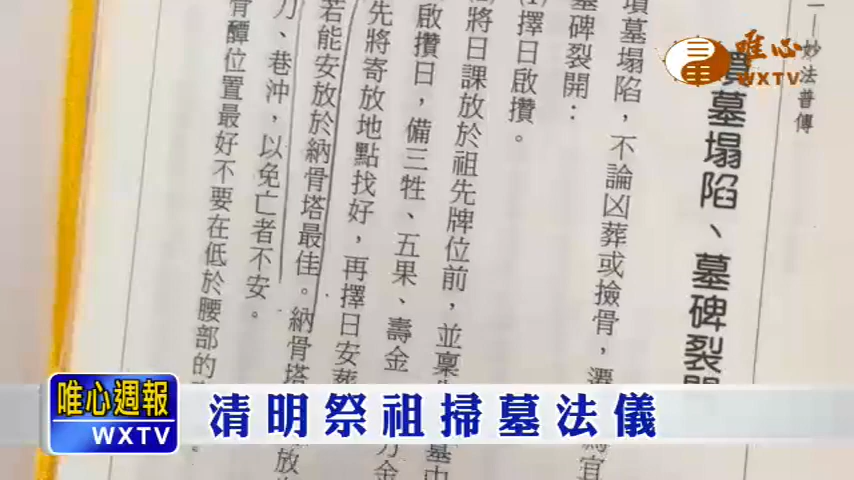 唯心
WXTV
一—妙法普傳
墓塌陷、墓碑裂
墳墓塌陷，不論凶葬或撿骨，
墓碑裂開：
擇日啟攢。
將日課放於祖先牌位前，並稟
啟攢日，備三牲、五果、壽金
先將寄放地點找好，再擇日安葬
若能安放於納骨塔最佳。納骨塔
刀、巷沖，以免亡者不安。
骨罈位置最好不要在低於腰部的
唯心週報
WXTV
清明祭祖掃墓法儀